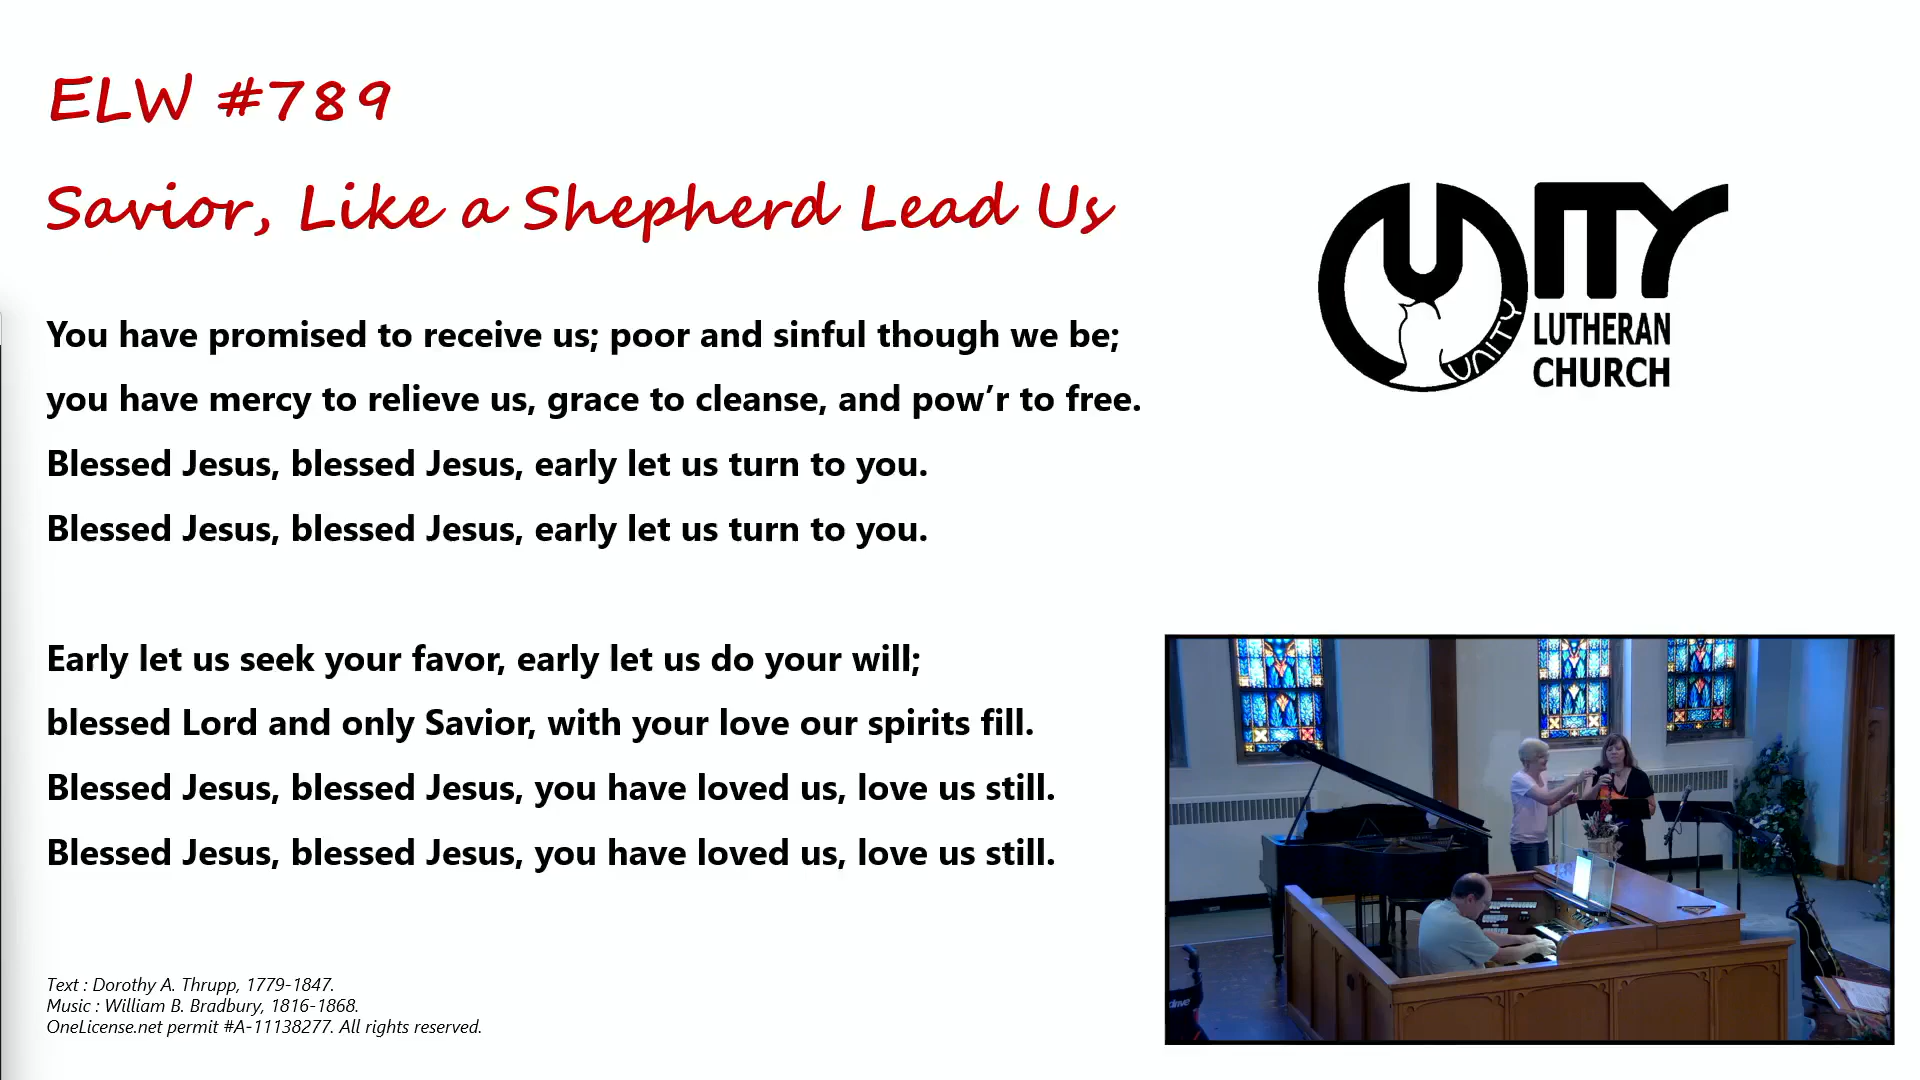 ELW #789
Savior, Like a Shepherd Lead Us
You have promised to receive us; poor and sinful though we be;
you have mercy to relieve us, grace to cleanse, and pow’r to free.
Blessed Jesus, blessed Jesus, early let us turn to you.
Blessed Jesus, blessed Jesus, early let us turn to you.
Early let us seek your favor, early let us do your will;
blessed Lord and only Savior, with your love our spirits fill.
Blessed Jesus, blessed Jesus, you have loved us, love us still.
Blessed Jesus, blessed Jesus, you have loved us, love us still.
Text : Dorothy A. Thrupp, 1779-1847.
Music : William B. Bradbury, 1816-1868.
OneLicense.net permit #A-11138277. All rights reserved.
UNITY
UNITY
LUTHERAN
CHURCH
drive